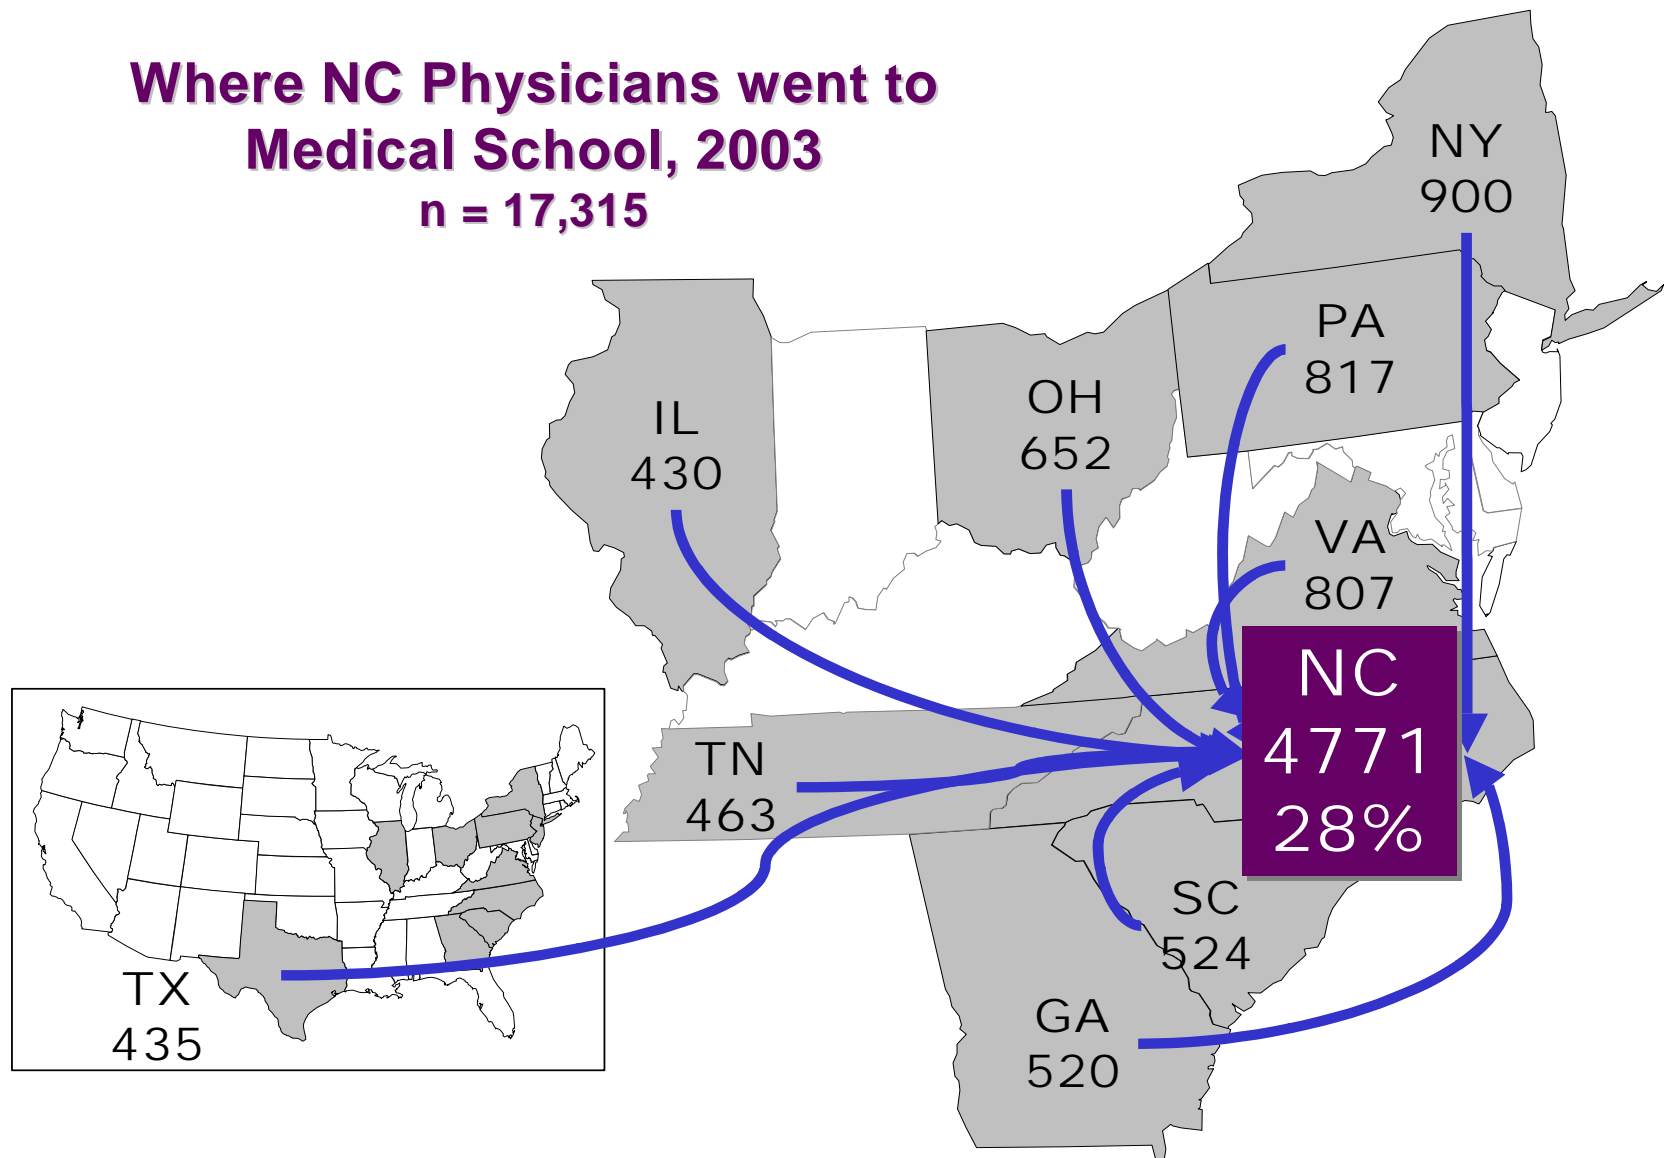 Where NC Physicians went to
Medical School, 2003
n = 17,315
NY
900
PA
817
OH
652
IL
430
VA
807
NC
4771
28%
TN
463
SC
524
TX
435
GA
520